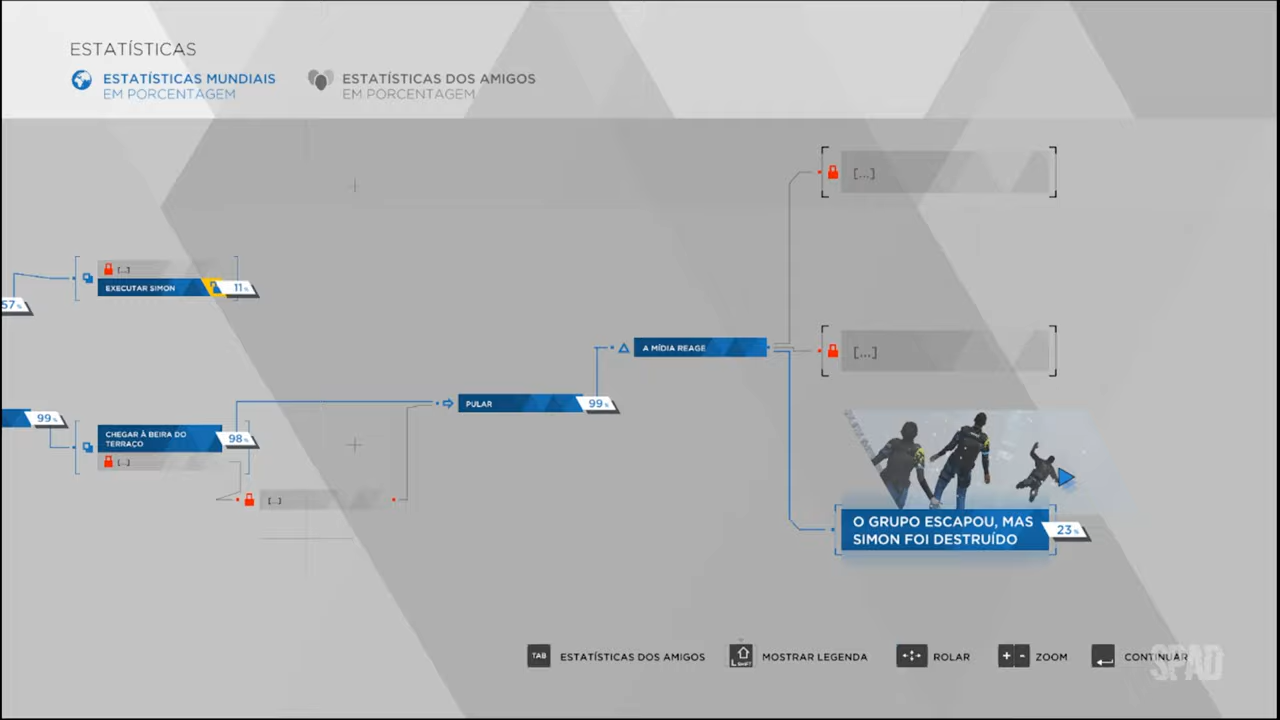 ESTATÍSTICAS
ESTATÍSTICAS MUNDIAIS
EM PORCENTAGEM
ESTATÍSTICAS DOS AMIGOS
EM PORCENTAGEM
[...]
[...]
EXECUTAR SIMON
11%
57%
A MÍDIA REAGE
[...]
PULAR
99%
99%
CHEGAR À BEIRA DO
TERRAÇO
98%
[...]
[...]
O GRUPO ESCAPOU, MAS
SIMON FOI DESTRUÍDO
23%
TAB
ESTATÍSTICAS DOS AMIGOS
L SHIFT
MOSTRAR LEGENDA
ROLAR
+ -
ZOOM
CONTINUAR
SPAD